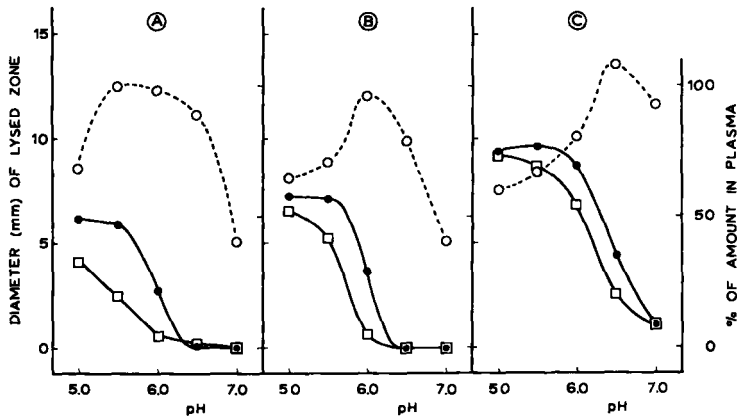 A
B
C
15
10
5
0
DIAMETER (mm) OF LYSED ZONE
100
50
0
% OF AMOUNT IN PLASMA
5.0 6.0 7.0
5.0 6.0 7.0
5.0 6.0 7.0
pH
pH
pH